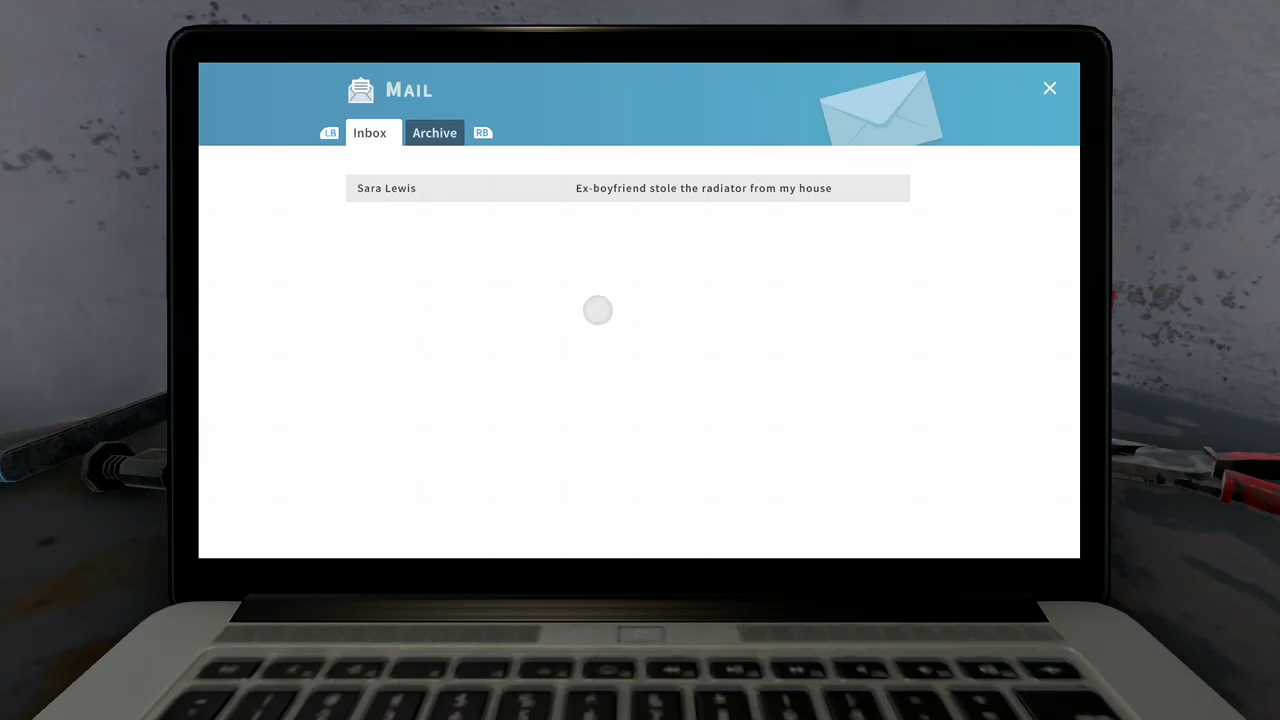 MAIL
LB Inbox Archive RB
Sara Lewis Ex-boyfriend stole the radiator from my house